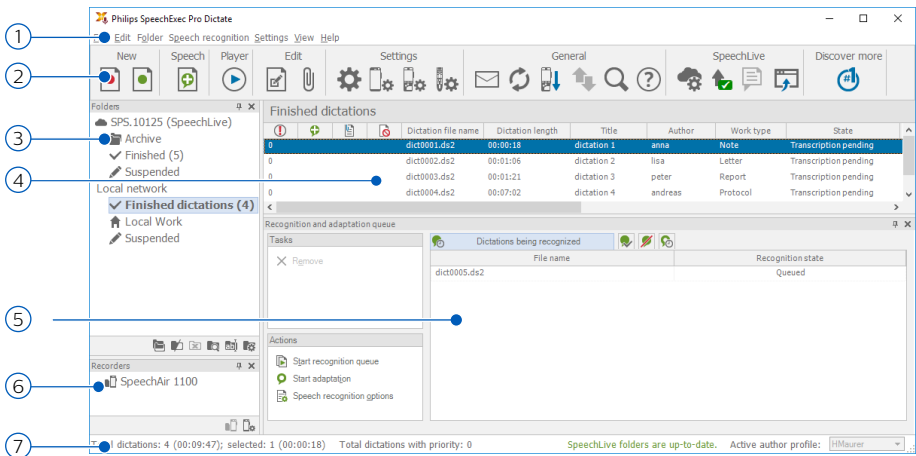 Philips SpeechExec Pro Dictate
1
Edit Folder Speech recognition Settings View Help
New Speech Player Edit Settings General SpeechLive Discover more
2
#1
Folders
Finished dictations
SPS.10125 (SpeechLive)
Dictation file name Dictation length Title Author Work type State
3
Archive
0 dict0001.ds2 00:00:18 dictation 1 anna Note Transcription pending
Finished (5)
0 dict0002.ds2 00:01:06 dictation 2 lisa Letter Transcription pending
Suspended
4
0 dict0003.ds2 00:01:21 dictation 3 peter Report Transcription pending
Local network
0 dict0004.ds2 00:07:02 dictation 4 andreas Protocol Transcription pending
Finished dictations (4)
Local Work
Recognition and adaptation queue
Suspended
Tasks
Dictations being recognized
Remove
File name Recognition state
dict0005.ds2 Queued
5
Actions
Start recognition queue
Start adaptation
Speech recognition options
Recorders
6
SpeechAir 1100
7
dictations: 4 (00:09:47); selected: 1 (00:00:18) Total dictations with priority: 0 SpeechLive folders are up-to-date. Active author profile: HMaurer